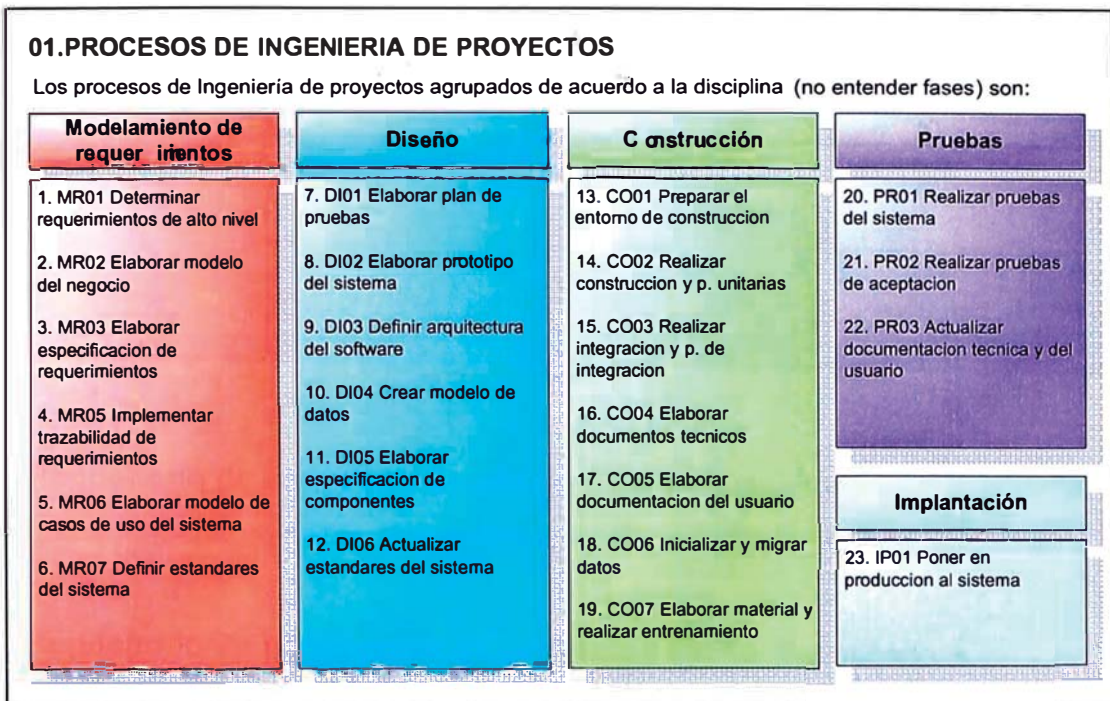 01.PROCESOS DE INGENIERIA DE PROYECTOS
Los procesos de Ingeniería de proyectos agrupados de acuerdo a la disciplina (no entender fases) son:
Modelamiento de
requer imentos
1. MR01 Determinar
requerimientos de alto nivel
2. MR02 Elaborar modelo
del negocio
3. MR03 Elaborar
especificacion de
requerimientos
4. MR05 Implementar
trazabilidad de
requerimientos
5. MR06 Elaborar modelo de
casos de uso del sistema
6. MR07 Definir estandares
del sistema
Diseño
7. DI01 Elaborar plan de
pruebas
8. DI02 Elaborar prototipo
del sistema
9. DI03 Definir arquitectura
del software
10. DI04 Crear modelo de
datos
11. DI05 Elaborar
especificacion de
componentes
12. DI06 Actualizar
estandares del sistema
C onstrucción
13. CO01 Preparar el
entorno de construccion
14. CO02 Realizar
construccion y p. unitarias
15. CO03 Realizar
integracion y p. de
integracion
16. CO04 Elaborar
documentos tecnicos
17. CO05 Elaborar
documentacion del usuario
18. CO06 Inicializar y migrar
datos
19. CO07 Elaborar material y
realizar entrenamiento
Pruebas
20. PR01 Realizar pruebas
del sistema
21. PR02 Realizar pruebas
de aceptacion
22. PR03 Actualizar
documentacion tecnica y del
usuario
Implantación
23. IP01 Poner en
produccion al sistema